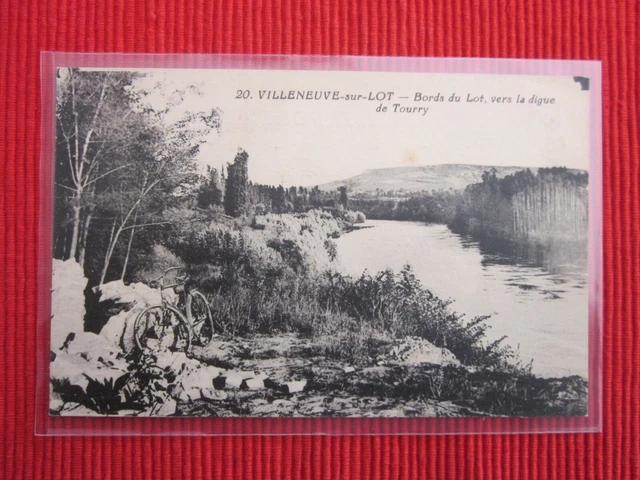 20. VILLENEUVE-sur-LOT — Bords du Lot, vers la digue
de Tourry